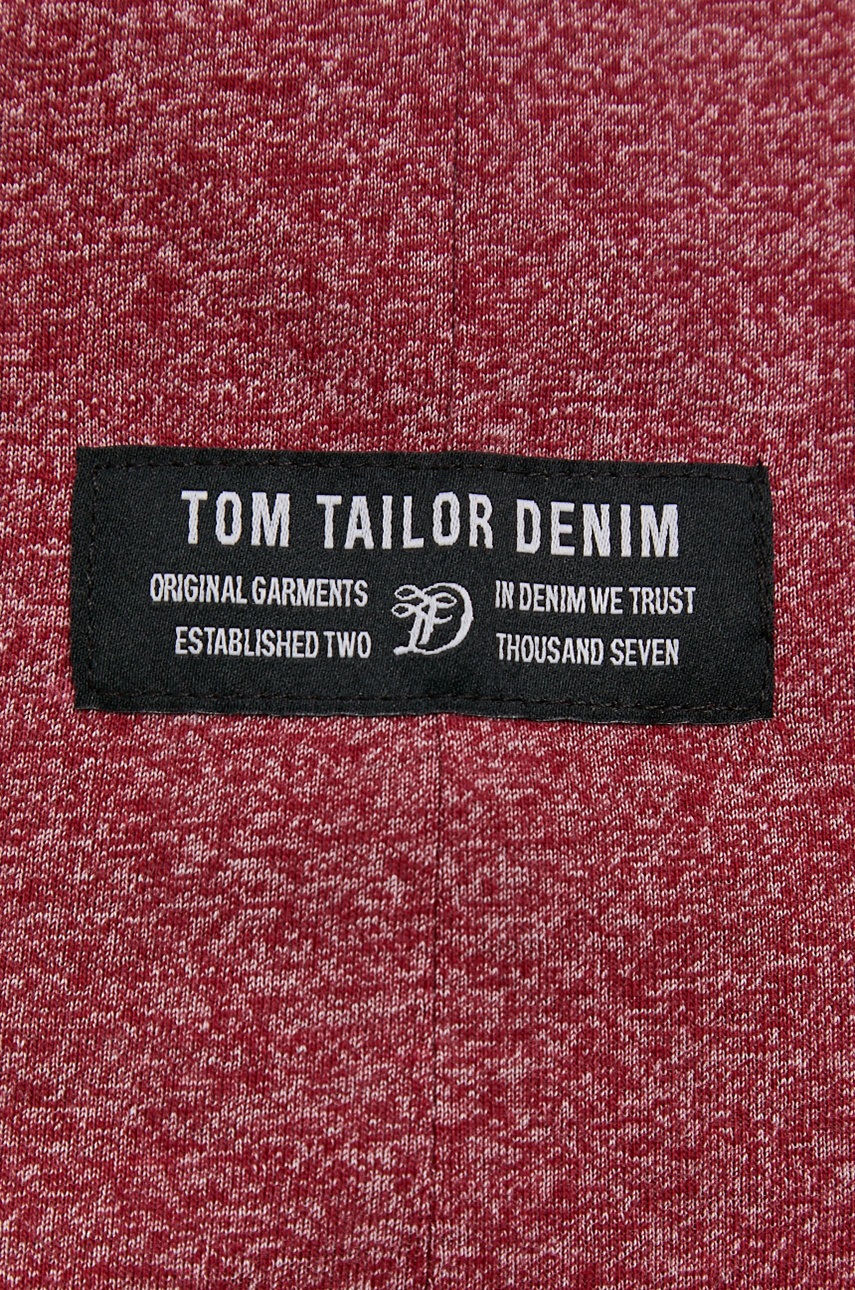 TOM TAILOR DENIM
ORIGINAL GARMENTS IN DENIM WE TRUST
ESTABLISHED TWO THOUSAND SEVEN